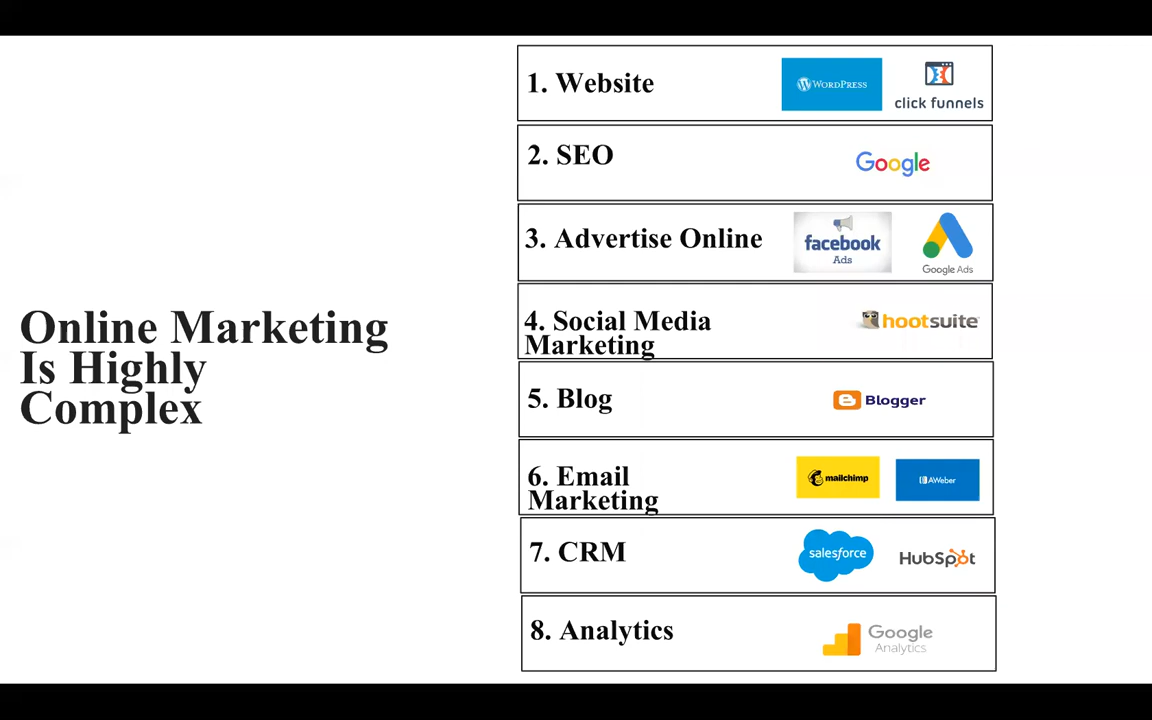 Online Marketing
Is Highly
Complex
1. Website
WORDPRESS
click funnels
2. SEO
Google
3. Advertise Online
facebook
Ads
Google Ads
4. Social Media
Marketing
hootsuite
5. Blog
Blogger
6. Email
Marketing
mailchimp
AWeber
7. CRM
salesforce
HubSpot
8. Analytics
Google
Analytics